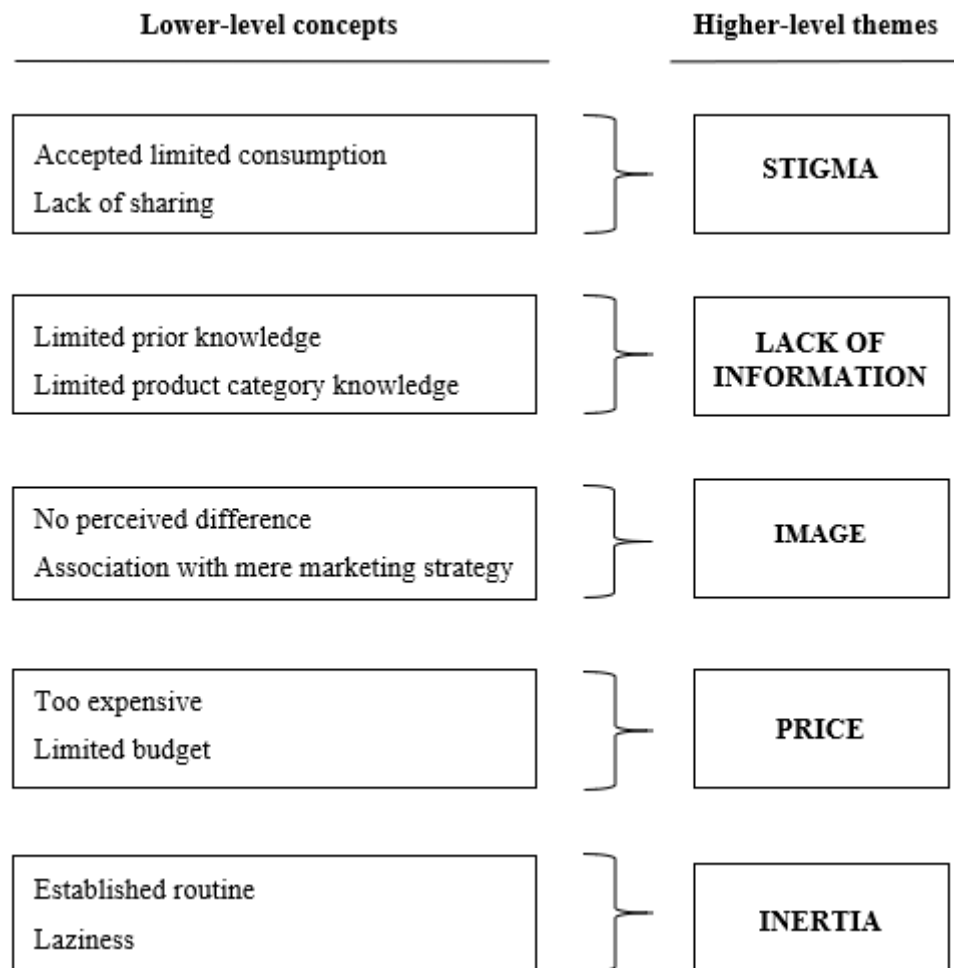 Lower-level concepts
Higher-level themes
Accepted limited consumption
Lack of sharing
STIGMA
Limited prior knowledge
Limited product category knowledge
LACK OF
INFORMATION
No perceived difference
Association with mere marketing strategy
IMAGE
Too expensive
Limited budget
PRICE
Established routine
Laziness
INERTIA